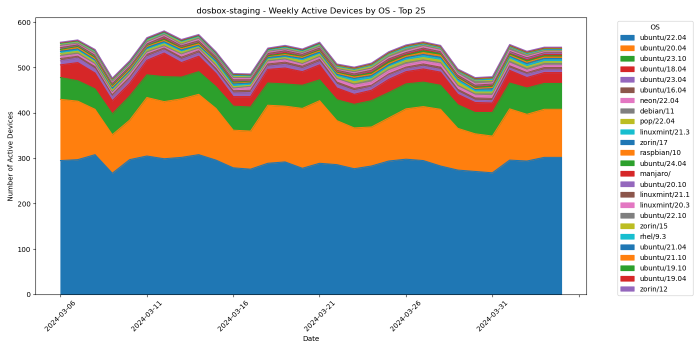 dosbox-staging - Weekly Active Devices by OS - Top 25
Number of Active Devices
600
500
400
300
200
100
0
2024-03-06
2024-03-11
2024-03-16
2024-03-21
2024-03-26
2024-03-31
Date
OS
ubuntu/22.04
ubuntu/20.04
ubuntu/23.10
ubuntu/18.04
ubuntu/23.04
ubuntu/16.04
neon/22.04
debian/11
pop/22.04
linuxmint/21.3
zorin/17
raspbian/10
ubuntu/24.04
manjaro/
ubuntu/20.10
linuxmint/21.1
linuxmint/20.3
ubuntu/22.10
zorin/15
rhel/9.3
ubuntu/21.04
ubuntu/21.10
ubuntu/19.10
ubuntu/19.04
zorin/12